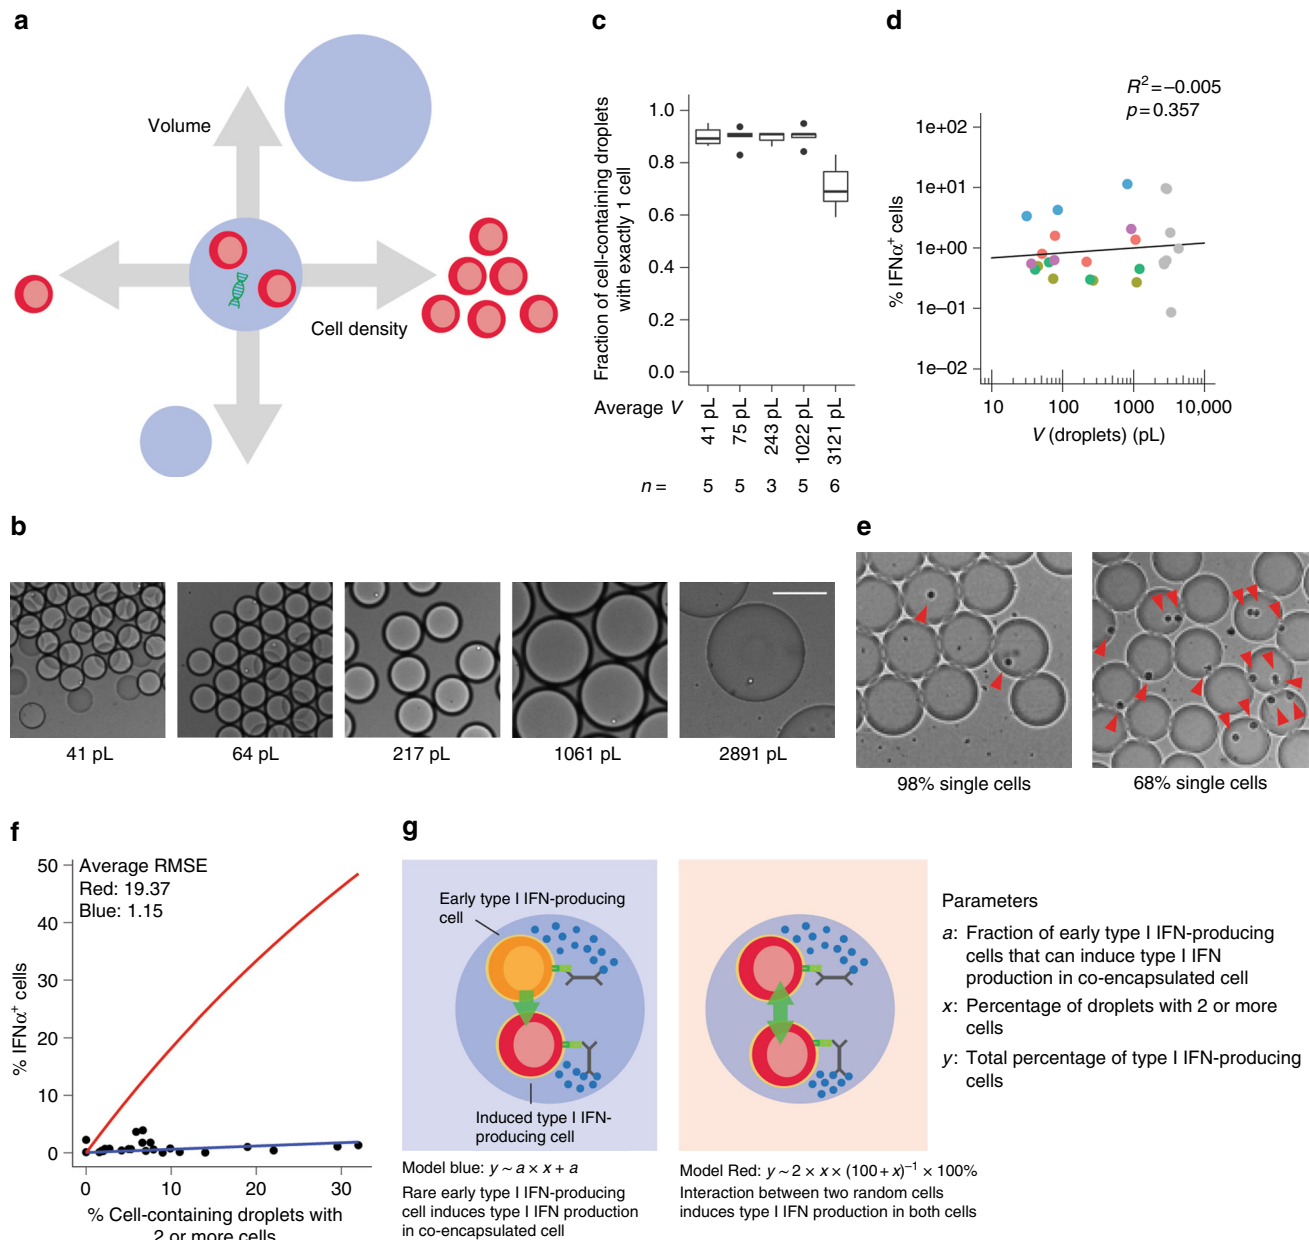 a
Volume
Cell density
c
Fraction of cell-containing droplets
with exactly 1 cell
1.0
0.8
0.6
0.4
0.2
0.0
Average V
41 pL
75 pL
243 pL
1022 pL
3121 pL
n = 5 5 3 5 6
d
R² = −0.005
p = 0.357
% IFNα⁺ cells
1e+02
1e+01
1e+00
1e−01
1e−02
10 100 1000 10,000
V (droplets) (pL)
b
41 pL
64 pL
217 pL
1061 pL
2891 pL
e
98% single cells
68% single cells
f
Average RMSE
Red: 19.37
Blue: 1.15
% IFNα⁺ cells
50
40
30
20
10
0
0 10 20 30
% Cell-containing droplets with
2 or more cells
g
Early type I IFN-producing
cell
Induced type I IFN-
producing cell
Model blue: y ~ a × x + a
Rare early type I IFN-producing
cell induces type I IFN production
in co-encapsulated cell
Model Red: y ~ 2 × x × (100 + x)⁻¹ × 100%
Interaction between two random cells
induces type I IFN production in both cells
Parameters
a: Fraction of early type I IFN-producing
cells that can induce type I IFN
production in co-encapsulated cell
x: Percentage of droplets with 2 or more
cells
y: Total percentage of type I IFN-producing
cells